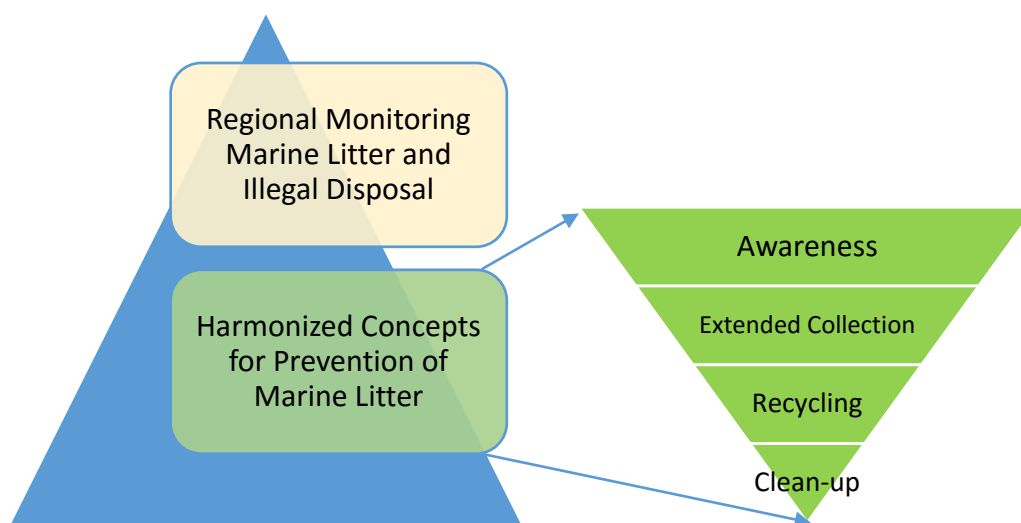 Regional Monitoring
Marine Litter and
Illegal Disposal
Harmonized Concepts
for Prevention of
Marine Litter
Awareness
Extended Collection
Recycling
Clean-up